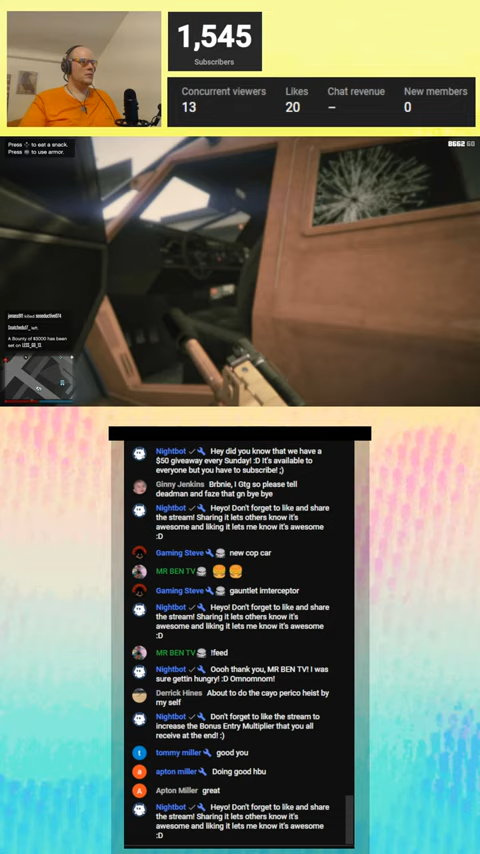 1,545
Subscribers
Concurrent viewers Likes Chat revenue New members
13 20 – 0
Press to eat a snack.
Press to use armor.
left.
A Bounty of $3000 has been
set on
Nightbot Hey did you know that we have a
$50 giveaway every Sunday! :D It's available to
everyone but you have to subscribe! ;)
Ginny Jenkins Brbnie, I Gtg so please tell
deadman and faze that gn bye bye
Nightbot Heyo! Don't forget to like and share
the stream! Sharing it lets others know it's
awesome and liking it lets me know it's awesome
:D
Gaming Steve new cop car
MR BEN TV
Gaming Steve gauntlet imterceptor
Nightbot Heyo! Don't forget to like and share
the stream! Sharing it lets others know it's
awesome and liking it lets me know it's awesome
:D
MR BEN TV !feed
Nightbot Oooh thank you, MR BEN TV! I was
sure gettin hungry! :D Omnomnom!
Derrick Hines About to do the cayo perico heist by
my self
Nightbot Don't forget to like the stream to
increase the Bonus Entry Multiplier that you all
receive at the end! :)
t tommy miller good you
a apton miller Doing good hbu
A Apton Miller great
Nightbot Heyo! Don't forget to like and share
the stream! Sharing it lets others know it's
awesome and liking it lets me know it's awesome
:D